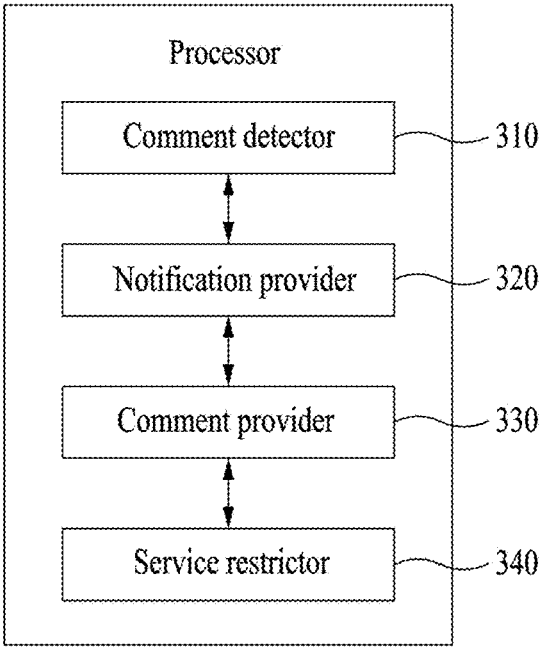 Processor
Comment detector
310
Notification provider
320
Comment provider
330
Service restrictor
340